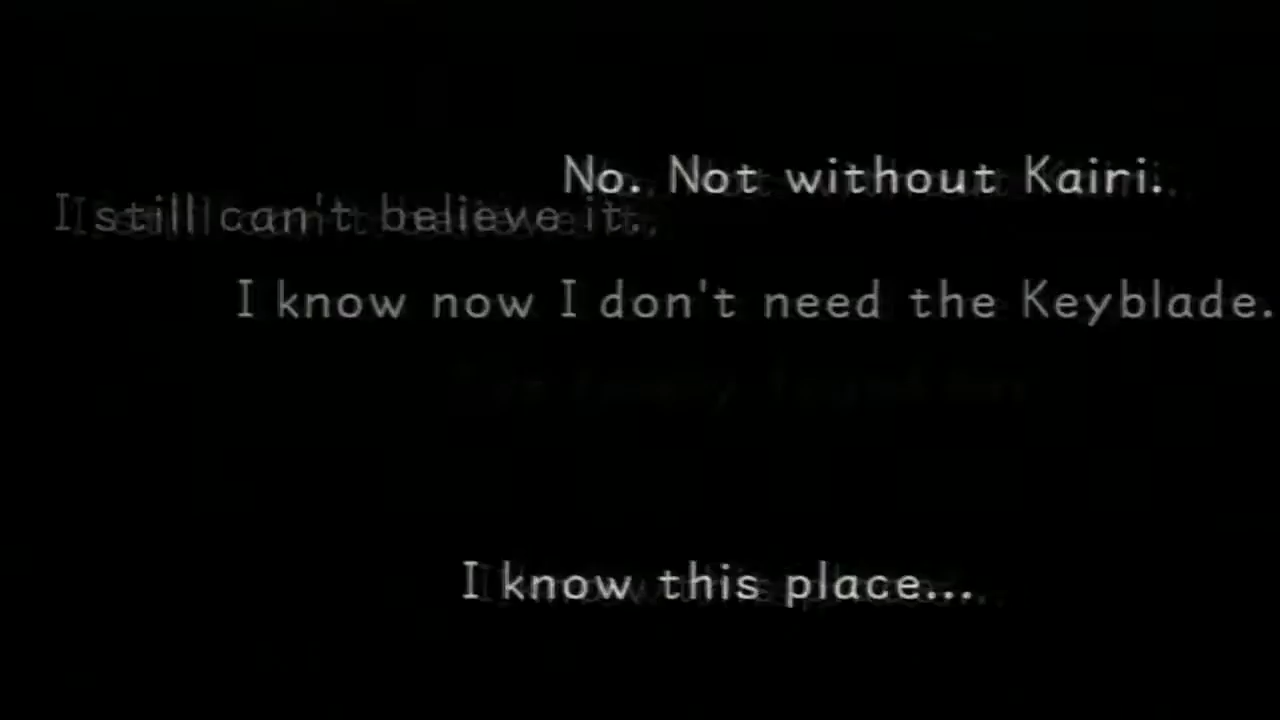 No. Not without Kairi.
I still can't believe it.
I know now I don't need the Keyblade.
I know this place...